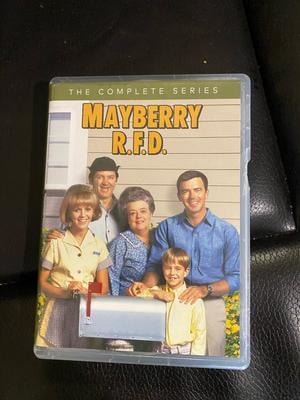 THE COMPLETE SERIES
MAYBERRY
R.F.D.